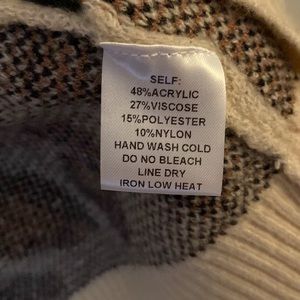 SELF:
48%ACRYLIC
27%VISCOSE
15%POLYESTER
10%NYLON
HAND WASH COLD
DO NO BLEACH
LINE DRY
IRON LOW HEAT